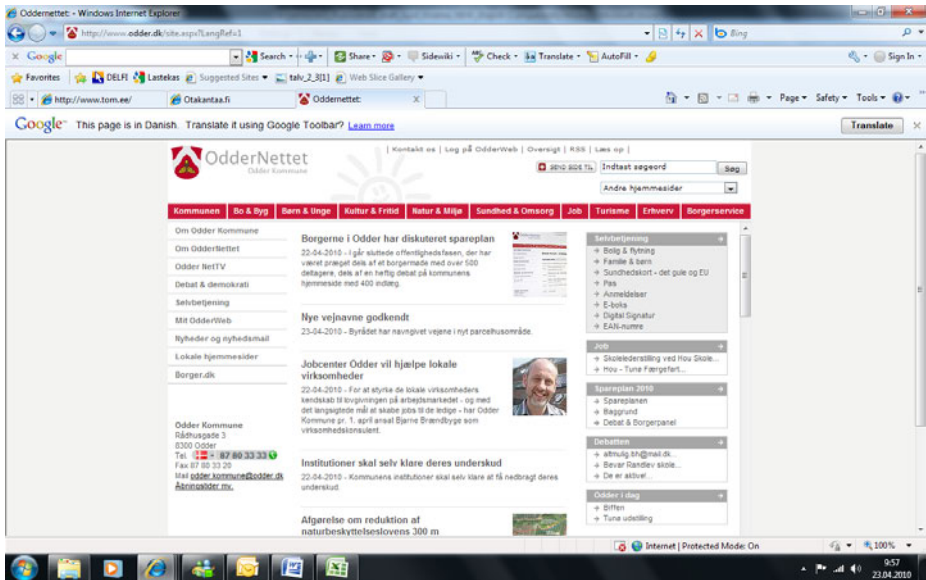 Oddernettet: - Windows Internet Explorer
http://www.odder.dk/site.aspx?LangRef=1
Bing
Google
Search
Share
Sidewiki
Check
Translate
AutoFill
Sign In
Favorites
DELFI
Lastekas
Suggested Sites
talv_2_3[1]
Web Slice Gallery
http://www.tom.ee/
Otakantaa.fi
Oddernettet:
Page
Safety
Tools
Google This page is in Danish. Translate it using Google Toolbar? Learn more
Translate
OdderNettet
Odder Kommune
| Kontakt os | Log på OdderWeb | Oversigt | RSS | Læs op |
SEND SIDE TIL
Indtast søgeord
Søg
Andre hjemmesider
Kommunen
Bo & Byg
Børn & Unge
Kultur & Fritid
Natur & Miljø
Sundhed & Omsorg
Job
Turisme
Erhverv
Borgerservice
Om Odder Kommune
Om OdderNettet
Odder NetTV
Debat & demokrati
Selvbetjening
Mit OdderWeb
Nyheder og nyhedsmail
Lokale hjemmesider
Borger.dk
Odder Kommune
Rådhusgade 3
8300 Odder
Tel. 87 80 33 33
Fax 87 80 33 20
Mail odder.kommune@odder.dk
Åbningstider mv.
Borgerne i Odder har diskuteret spareplan
22-04-2010 - I går sluttede offentlighedsfasen, der har
været præget dels af et borgermøde med over 500
deltagere, dels af en heftig debat på kommunens
hjemmeside med 400 indlæg.
Nye vejnavne godkendt
23-04-2010 - Byrådet har navngivet vejene i nyt parcelhusområde.
Jobcenter Odder vil hjælpe lokale
virksomheder
22-04-2010 - For at styrke de lokale virksomheders
kendskab til lovgivningen på arbejdsmarkedet - og med
det langsigtede mål at skabe jobs til de ledige - har Odder
Kommune pr. 1. april ansat Bjarne Brændbyge som
virksomhedskonsulent.
Institutioner skal selv klare deres underskud
22-04-2010 - Kommunens institutioner skal selv klare at få nedbragt deres
underskud.
Afgørelse om reduktion af
naturbeskyttelseslovens 300 m
Selvbetjening
Bolig & flytning
Familie & børn
Sundhedskort - det gule og EU
Pas
Anmeldelser
E-boks
Digital Signatur
EAN-numre
Job
Skolelederstilling ved Hou Skole...
Hou - Tunø Færgefart...
Spareplan 2010
Spareplanen
Baggrund
Debat & Borgerpanel
Debatten
altmulig.bh@mail.dk...
Bevar Randlev skole...
De er aktive!...
Odder i dag
Biffen
Tunø udstilling
Internet | Protected Mode: On
100%
9:57
23.04.2010